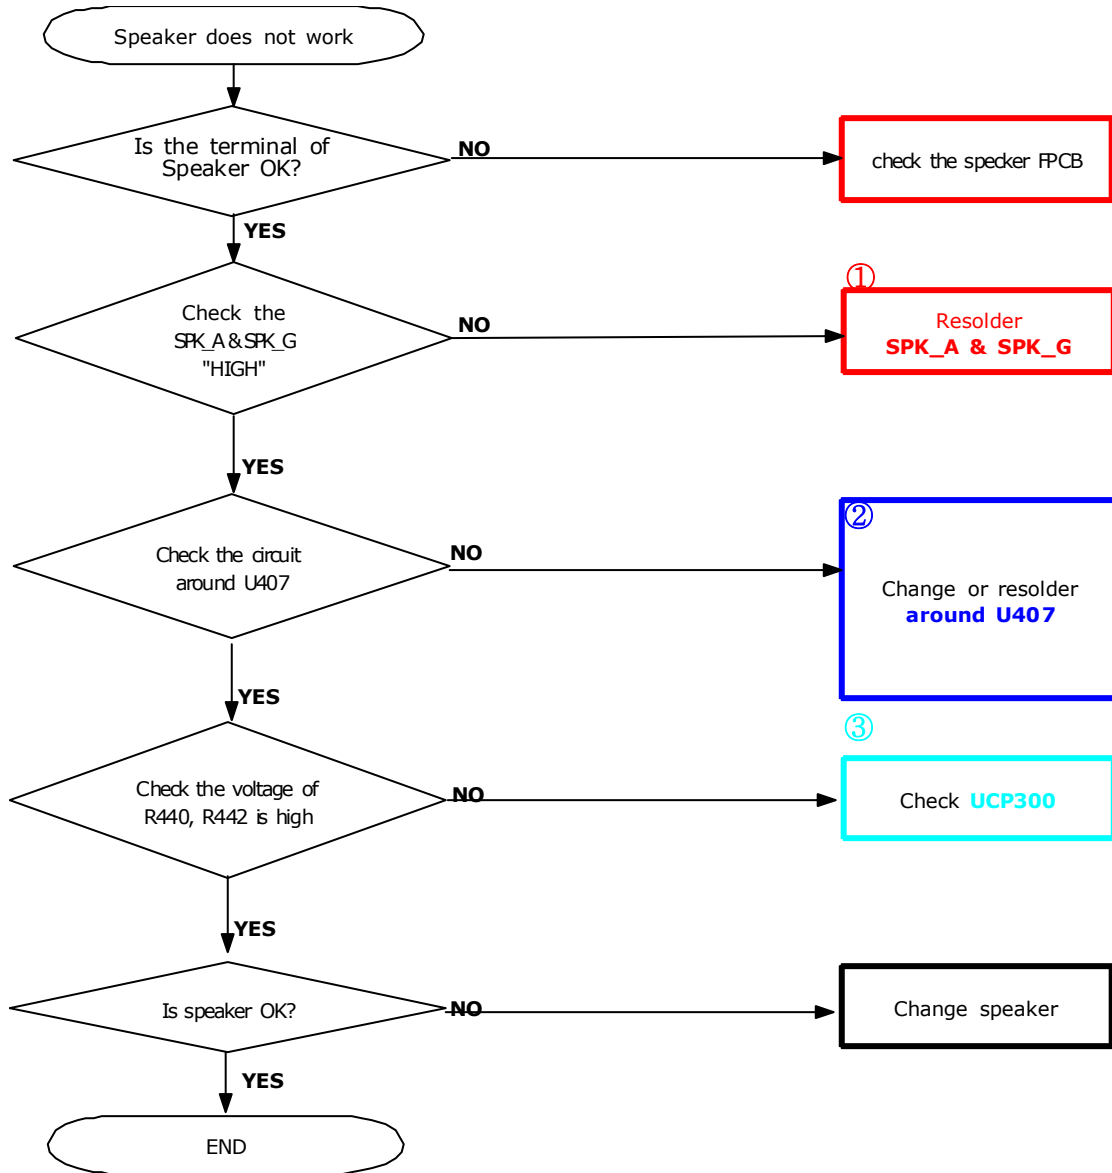 Speaker does not work
Is the terminal of
Speaker OK?
NO
check the specker FPCB
YES
Check the
SPK_A & SPK_G
"HIGH"
NO
①
Resolder
SPK_A & SPK_G
YES
Check the circuit
around U407
NO
②
Change or resolder
around U407
YES
Check the voltage of
R440, R442 is high
NO
③
Check UCP300
YES
Is speaker OK?
NO
Change speaker
YES
END